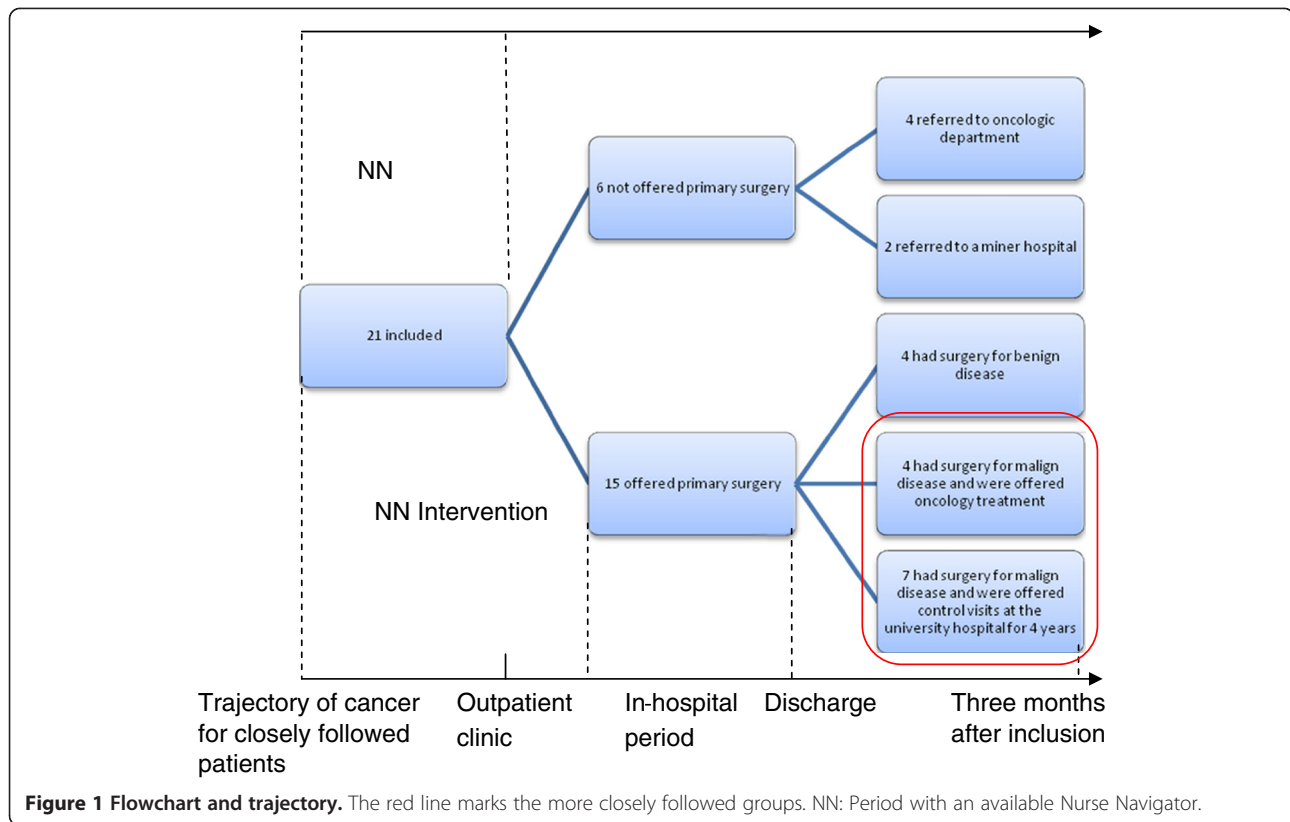 NN
4 referred to oncologic
department
6 not offered primary surgery
2 referred to a miner hospital
21 included
4 had surgery for benign
disease
4 had surgery for malign
disease and were offered
oncology treatment
15 offered primary surgery
NN Intervention
7 had surgery for malign
disease and were offered
control visits at the
university hospital for 4 years
Trajectory of cancer
for closely followed
patients
Outpatient
clinic
In-hospital
period
Discharge
Three months
after inclusion
Figure 1 Flowchart and trajectory. The red line marks the more closely followed groups. NN: Period with an available Nurse Navigator.